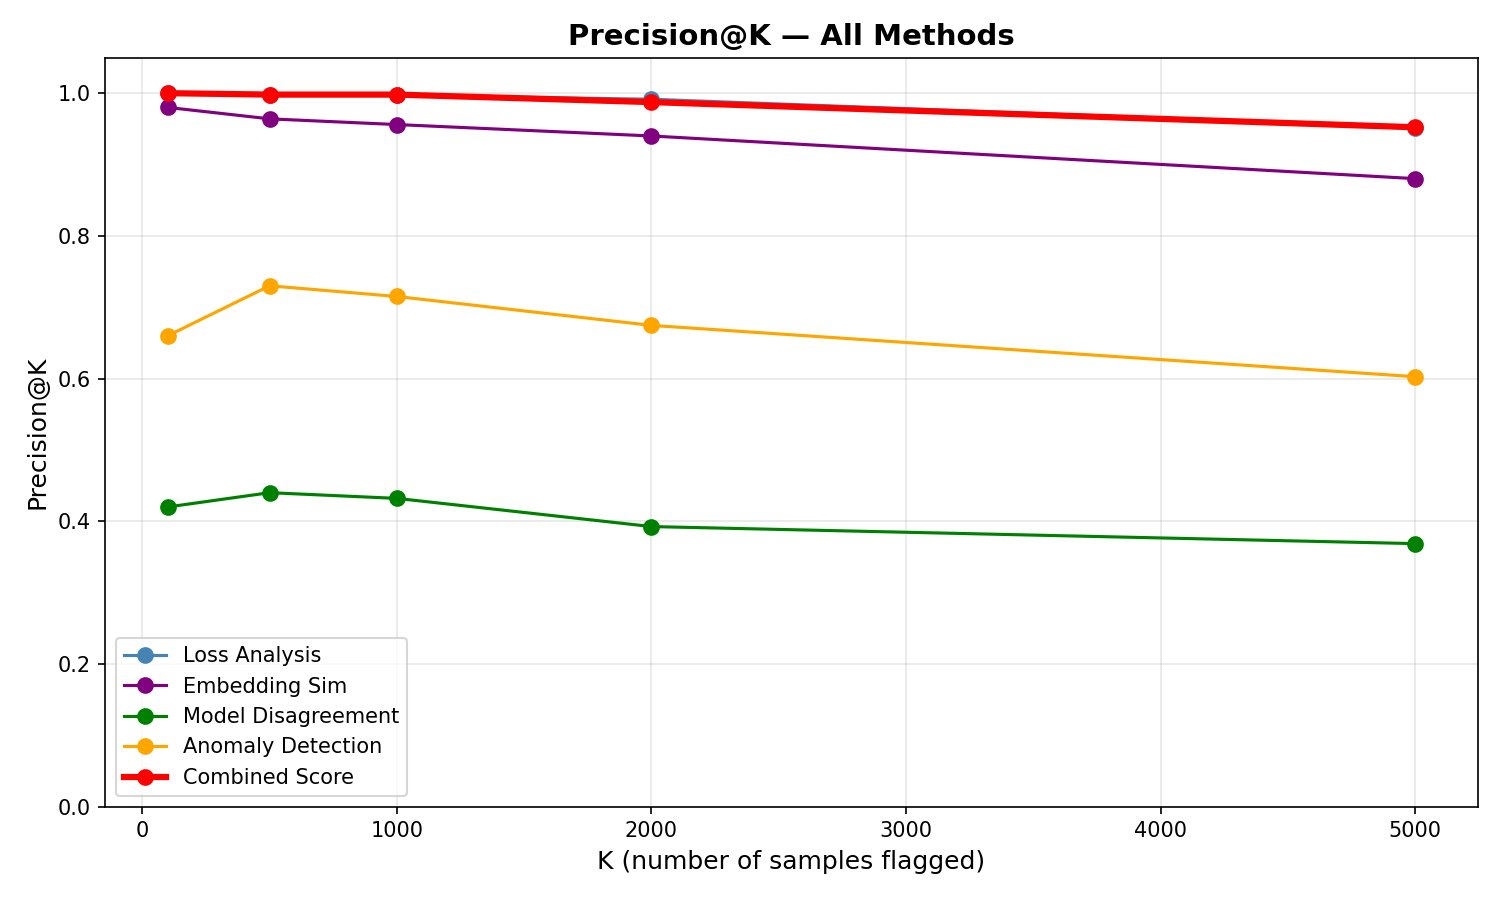 Precision@K — All Methods
Precision@K
1.0
0.8
0.6
0.4
0.2
0.0
Loss Analysis
Embedding Sim
Model Disagreement
Anomaly Detection
Combined Score
0 1000 2000 3000 4000 5000
K (number of samples flagged)